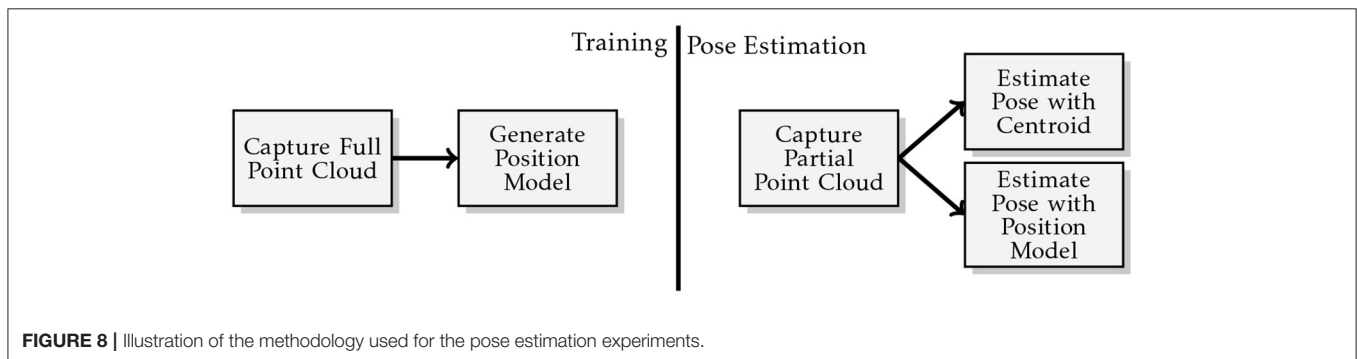 Training
Pose Estimation
Capture Full
Point Cloud
Generate
Position
Model
Capture
Partial
Point Cloud
Estimate
Pose with
Centroid
Estimate
Pose with
Position
Model
FIGURE 8 | Illustration of the methodology used for the pose estimation experiments.